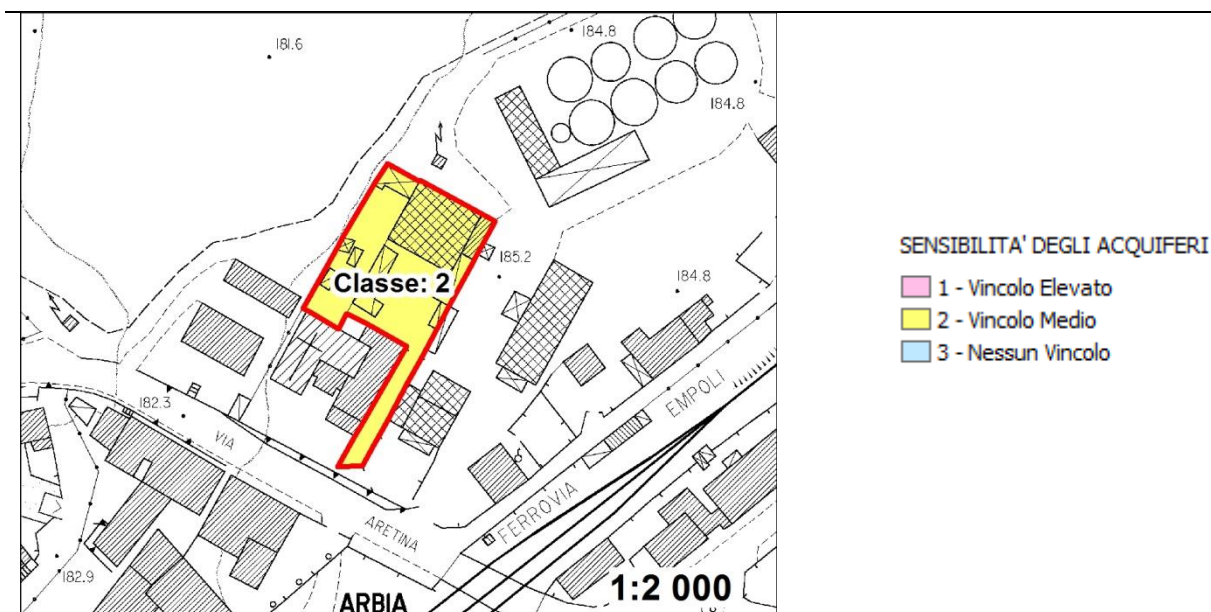 181.6
184.8
184.8
185.2
Classe: 2
184.8
182.3
VIA
ARETINA
FERROVIA
EMPOLI
182.9
ARBIA
1:2 000
SENSIBILITA' DEGLI ACQUIFERI
1 - Vincolo Elevato
2 - Vincolo Medio
3 - Nessun Vincolo